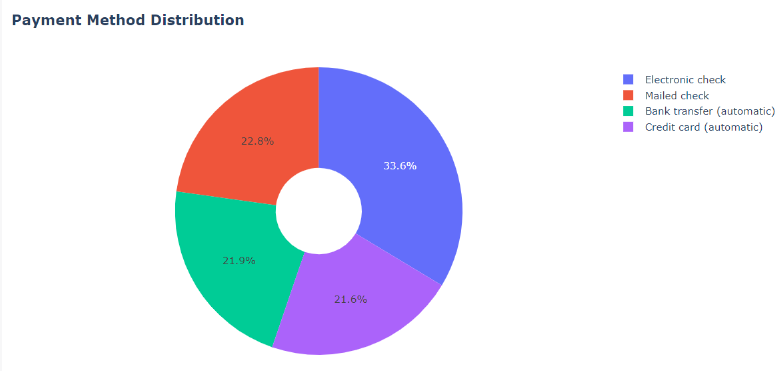 Payment Method Distribution
Electronic check
Mailed check
Bank transfer (automatic)
Credit card (automatic)
22.8%
33.6%
21.9%
21.6%